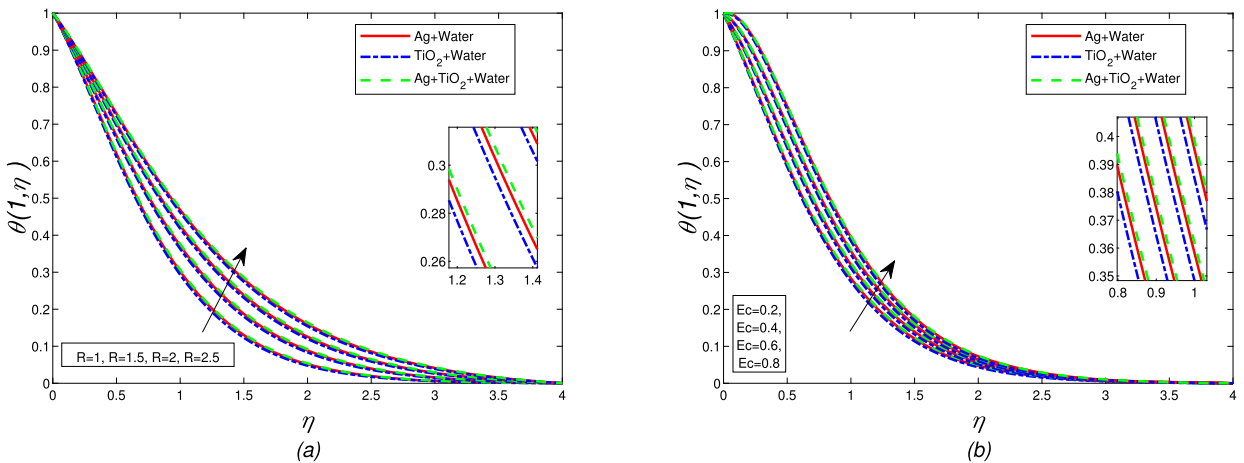 1
0.9
0.8
0.7
0.6
0.5
0.4
0.3
0.2
0.1
0
θ(1,η)
Ag+Water
TiO2+Water
Ag+TiO2+Water
0.3
0.28
0.26
1.2 1.3 1.4
R=1, R=1.5, R=2, R=2.5
0 0.5 1 1.5 2 2.5 3 3.5 4
η
(a)
1
0.9
0.8
0.7
0.6
0.5
0.4
0.3
0.2
0.1
0
θ(1,η)
Ag+Water
TiO2+Water
Ag+TiO2+Water
0.4
0.39
0.38
0.37
0.36
0.35
0.8 0.9 1
Ec=0.2,
Ec=0.4,
Ec=0.6,
Ec=0.8
0 0.5 1 1.5 2 2.5 3 3.5 4
η
(b)